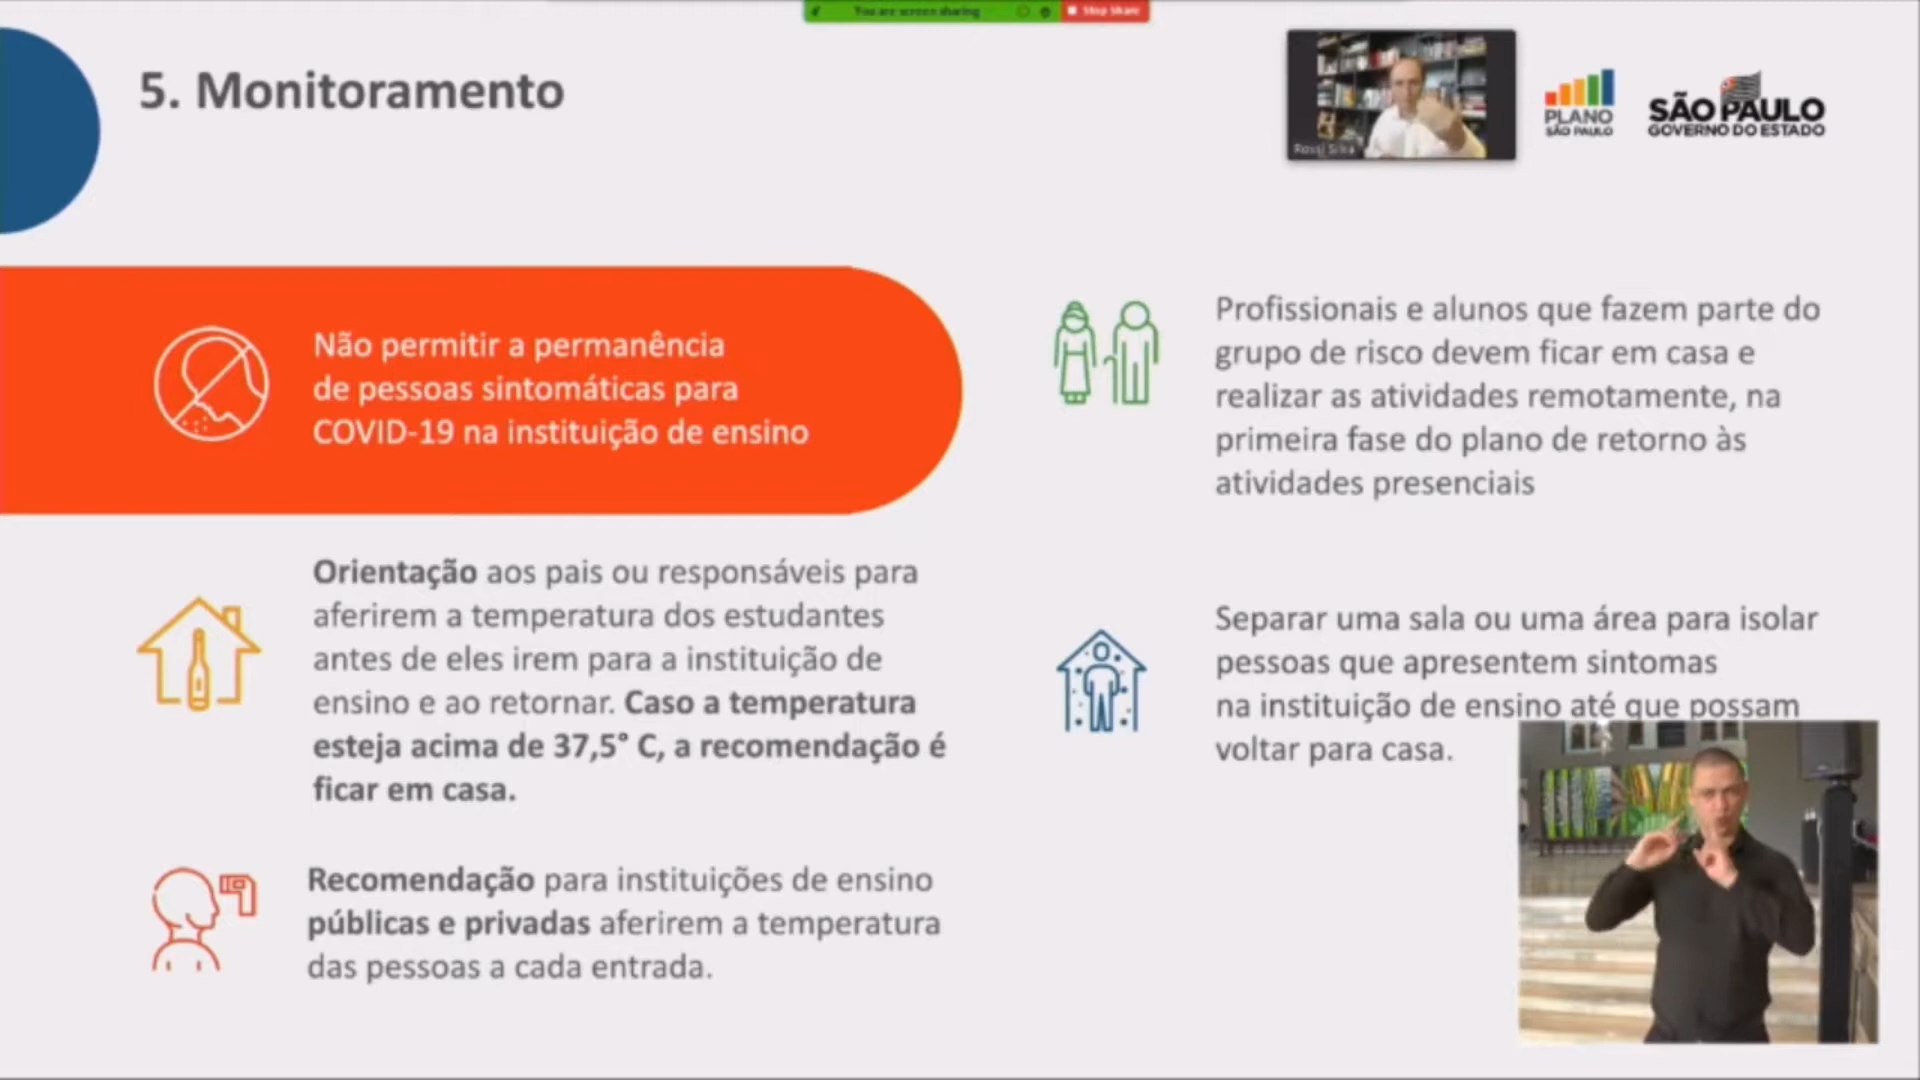 You are screen sharing
Stop Share
5. Monitoramento
PLANO
SÃO PAULO
SÃO PAULO
GOVERNO DO ESTADO
Não permitir a permanência
de pessoas sintomáticas para
COVID-19 na instituição de ensino
Orientação aos pais ou responsáveis para
aferirem a temperatura dos estudantes
antes de eles irem para a instituição de
ensino e ao retornar. Caso a temperatura
esteja acima de 37,5° C, a recomendação é
ficar em casa.
Recomendação para instituições de ensino
públicas e privadas aferirem a temperatura
das pessoas a cada entrada.
Profissionais e alunos que fazem parte do
grupo de risco devem ficar em casa e
realizar as atividades remotamente, na
primeira fase do plano de retorno às
atividades presenciais
Separar uma sala ou uma área para isolar
pessoas que apresentem sintomas
na instituição de ensino até que possam
voltar para casa.